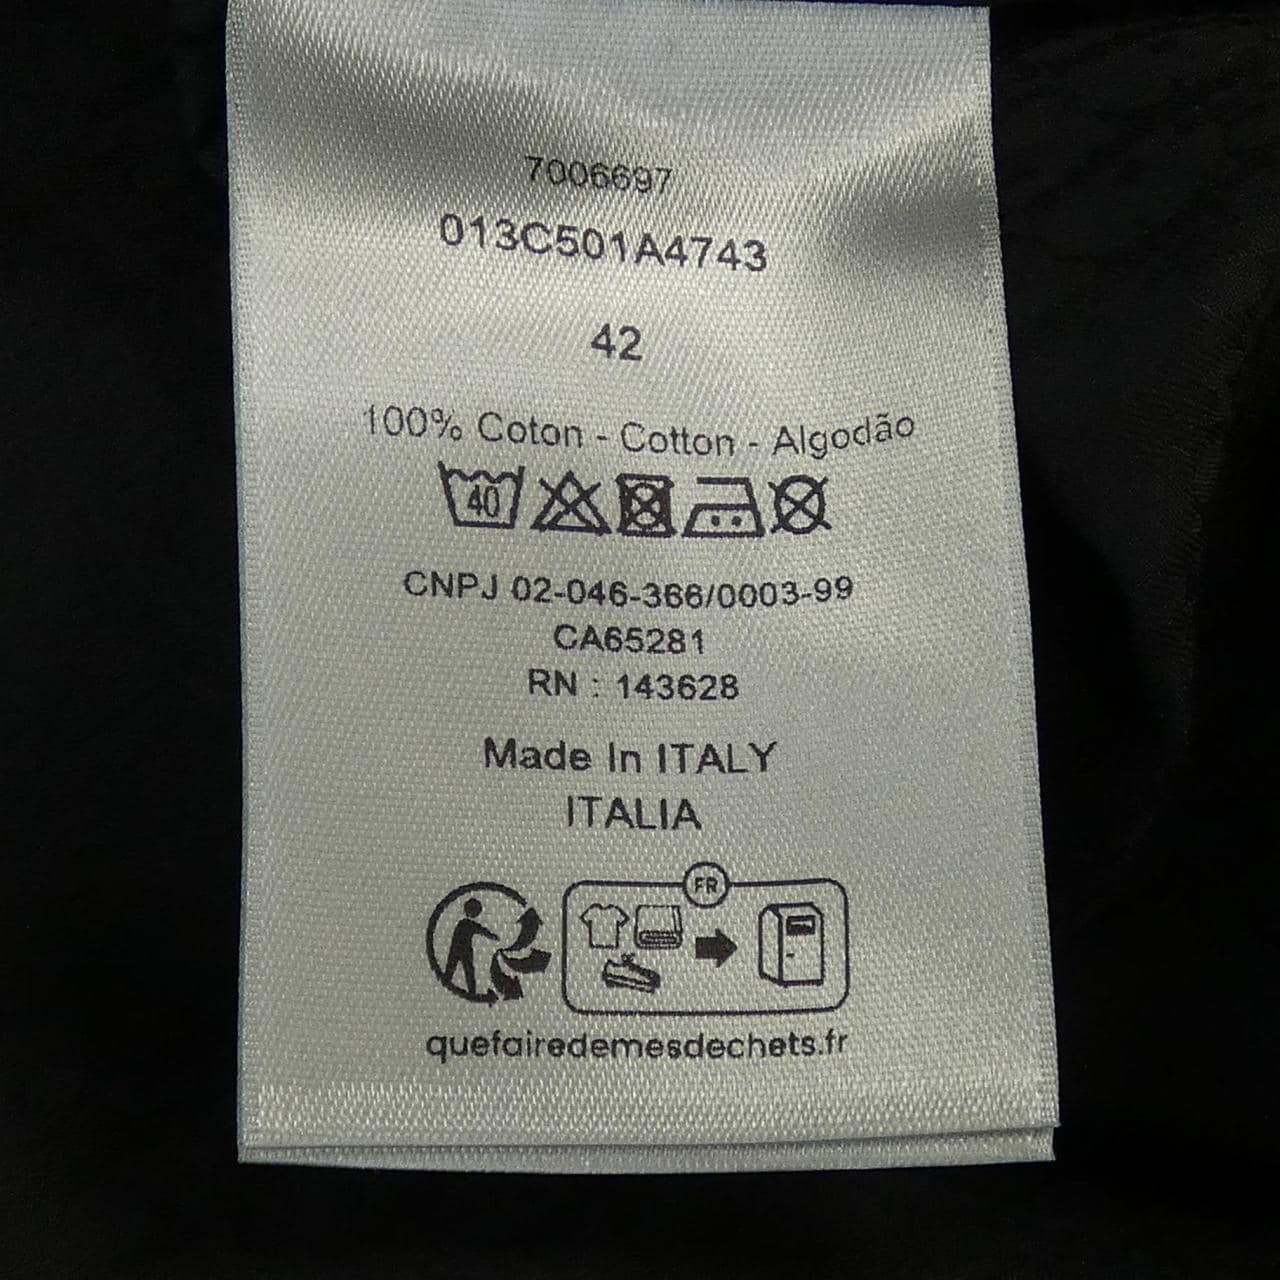 7006697
013C501A4743
42
100% Coton - Cotton - Algodão
40
CNPJ 02-046-366/0003-99
CA65281
RN : 143628
Made In ITALY
ITALIA
FR
quefairedemesdechets.fr